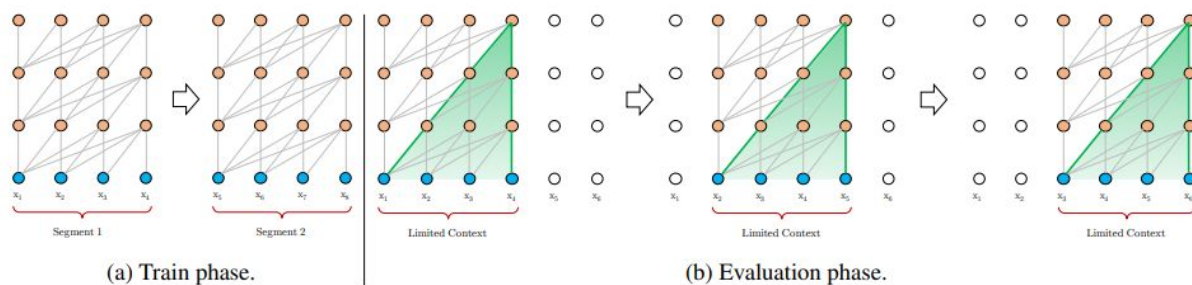 x₁ x₂ x₃ x₄
Segment 1
x₅ x₆ x₇ x₈
Segment 2
(a) Train phase.
x₁ x₂ x₃ x₄ x₅ x₆
Limited Context
x₁ x₂ x₃ x₄ x₅ x₆
Limited Context
x₁ x₂ x₃ x₄ x₅ x₆
Limited Context
(b) Evaluation phase.